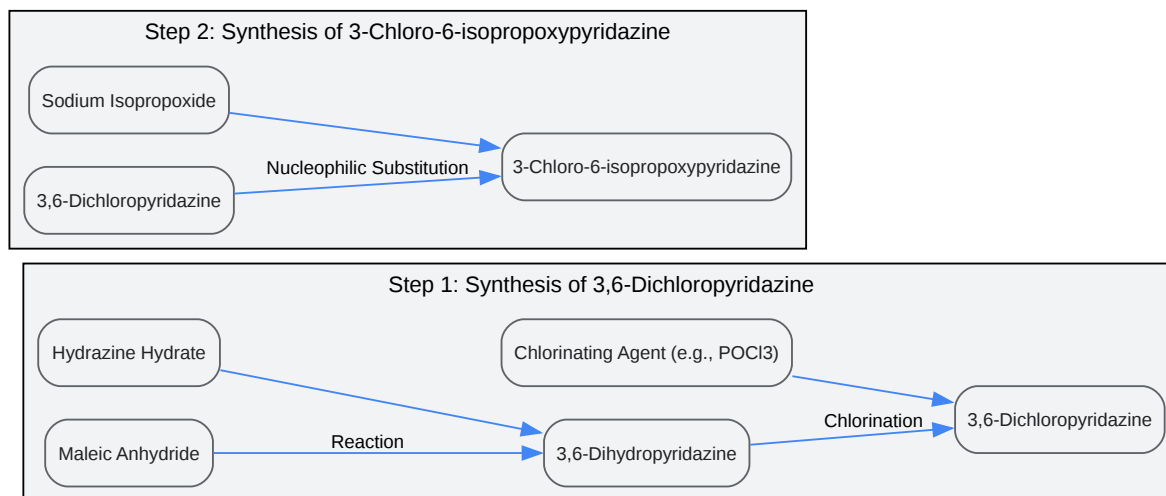 Step 2: Synthesis of 3-Chloro-6-isopropoxypyridazine
Sodium Isopropoxide
Nucleophilic Substitution
3-Chloro-6-isopropoxypyridazine
3,6-Dichloropyridazine
Step 1: Synthesis of 3,6-Dichloropyridazine
Hydrazine Hydrate
Chlorinating Agent (e.g., POCl3)
Chlorination
3,6-Dichloropyridazine
Maleic Anhydride
Reaction
3,6-Dihydropyridazine